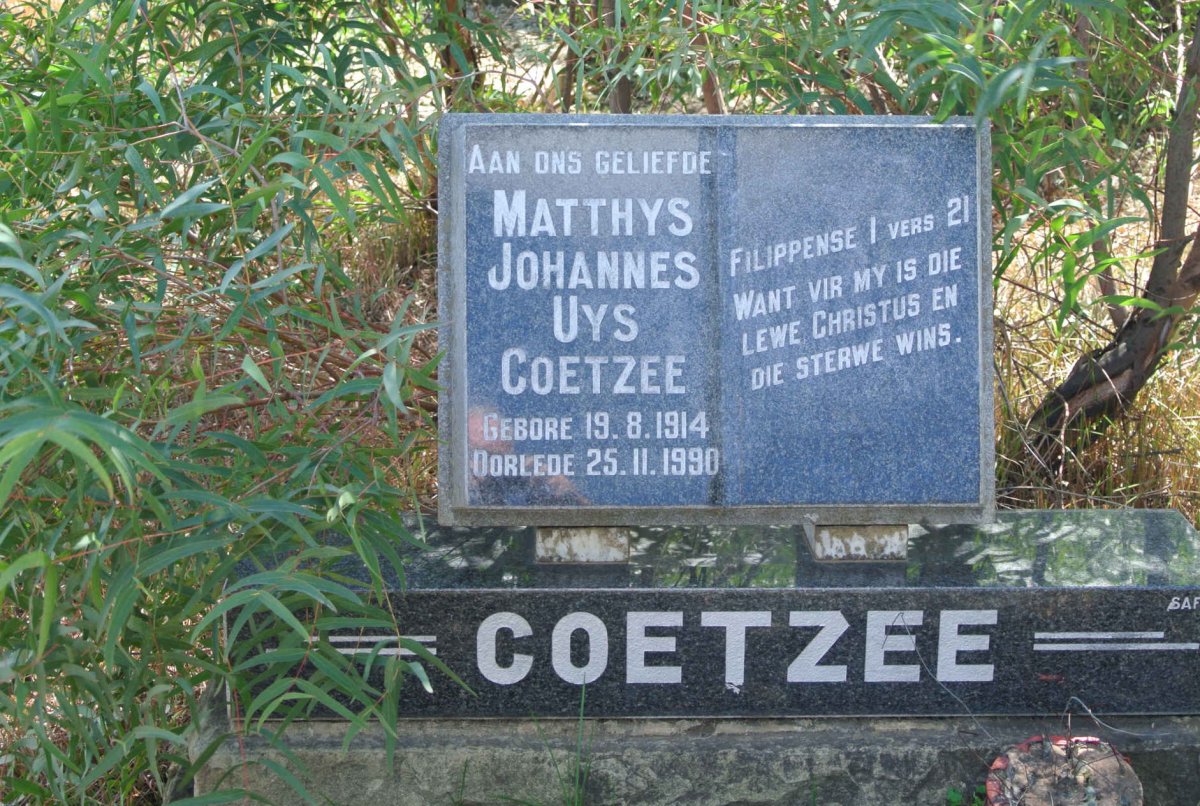 AAN ONS GELIEFDE
MATTHYS
JOHANNES
UYS
COETZEE
GEBORE 19.8.1914
OORLEDE 25.11.1990
FILIPPENSE 1 VERS 21
WANT VIR MY IS DIE
LEWE CHRISTUS EN
DIE STERWE WINS.
COETZEE